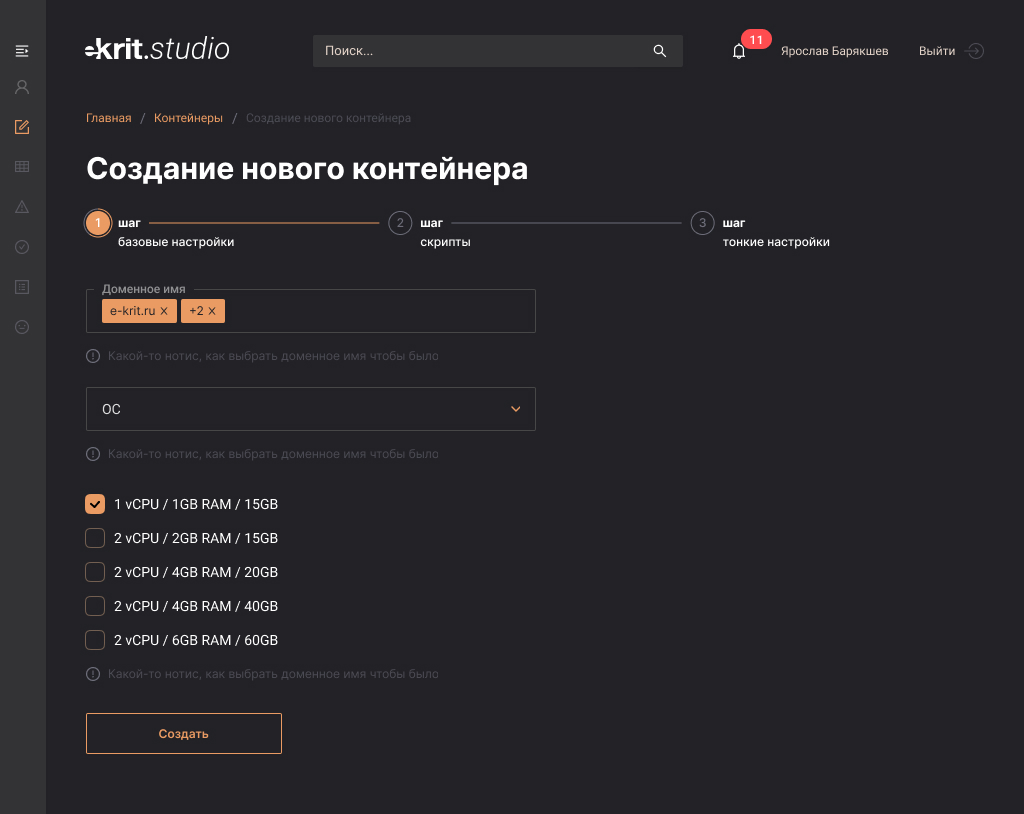 ekrit.studio
Поиск...
11
Ярослав Барякшев
Выйти
Главная / Контейнеры / Создание нового контейнера
Создание нового контейнера
1 шаг
базовые настройки
2 шаг
скрипты
3 шаг
тонкие настройки
Доменное имя
e-krit.ru × +2 ×
Какой-то нотис, как выбрать доменное имя чтобы было
ОС
Какой-то нотис, как выбрать доменное имя чтобы было
1 vCPU / 1GB RAM / 15GB
2 vCPU / 2GB RAM / 15GB
2 vCPU / 4GB RAM / 20GB
2 vCPU / 4GB RAM / 40GB
2 vCPU / 6GB RAM / 60GB
Какой-то нотис, как выбрать доменное имя чтобы было
Создать